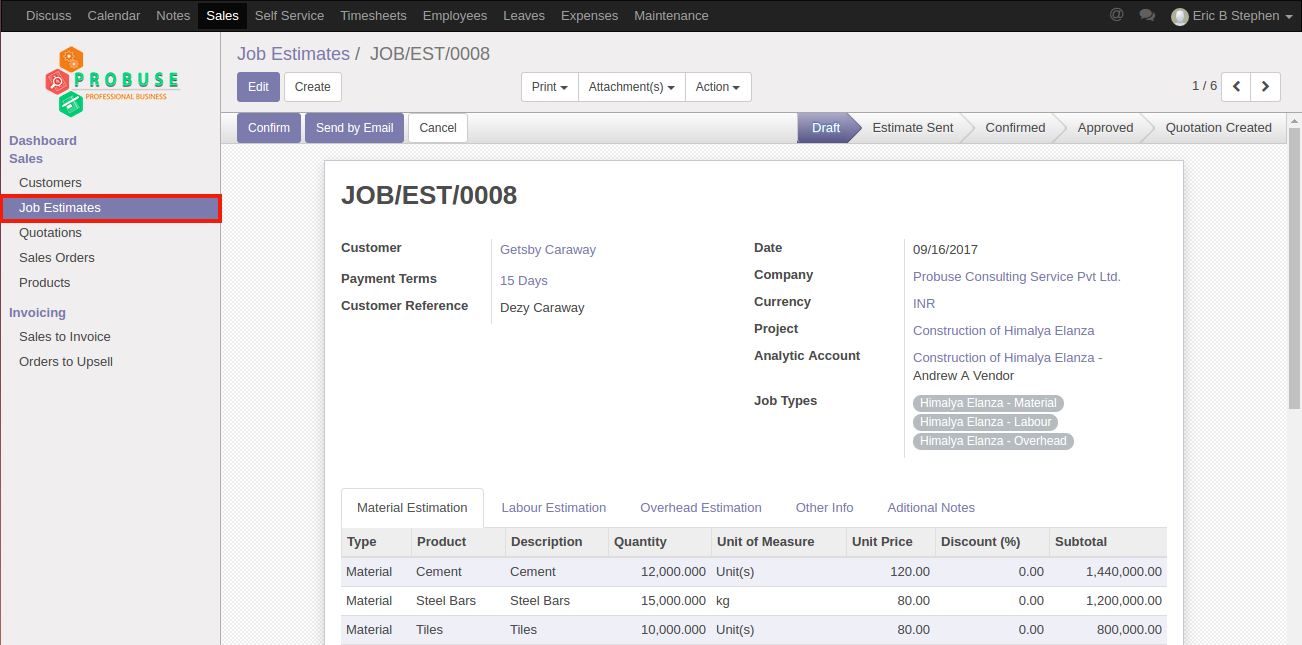 Discuss Calendar Notes Sales Self Service Timesheets Employees Leaves Expenses Maintenance @ Eric B Stephen
PROBUSE
PROFESSIONAL BUSINESS
Dashboard
Sales
Customers
Job Estimates
Quotations
Sales Orders
Products
Invoicing
Sales to Invoice
Orders to Upsell
Job Estimates / JOB/EST/0008
Edit Create Print Attachment(s) Action 1 / 6
Confirm Send by Email Cancel Draft Estimate Sent Confirmed Approved Quotation Created
JOB/EST/0008
Customer Getsby Caraway
Payment Terms 15 Days
Customer Reference Dezy Caraway
Date 09/16/2017
Company Probuse Consulting Service Pvt Ltd.
Currency INR
Project Construction of Himalya Elanza
Analytic Account Construction of Himalya Elanza -
Andrew A Vendor
Job Types Himalya Elanza - Material
Himalya Elanza - Labour
Himalya Elanza - Overhead
Material Estimation Labour Estimation Overhead Estimation Other Info Aditional Notes
Type Product Description Quantity Unit of Measure Unit Price Discount (%) Subtotal
Material Cement Cement 12,000.000 Unit(s) 120.00 0.00 1,440,000.00
Material Steel Bars Steel Bars 15,000.000 kg 80.00 0.00 1,200,000.00
Material Tiles Tiles 10,000.000 Unit(s) 80.00 0.00 800,000.00